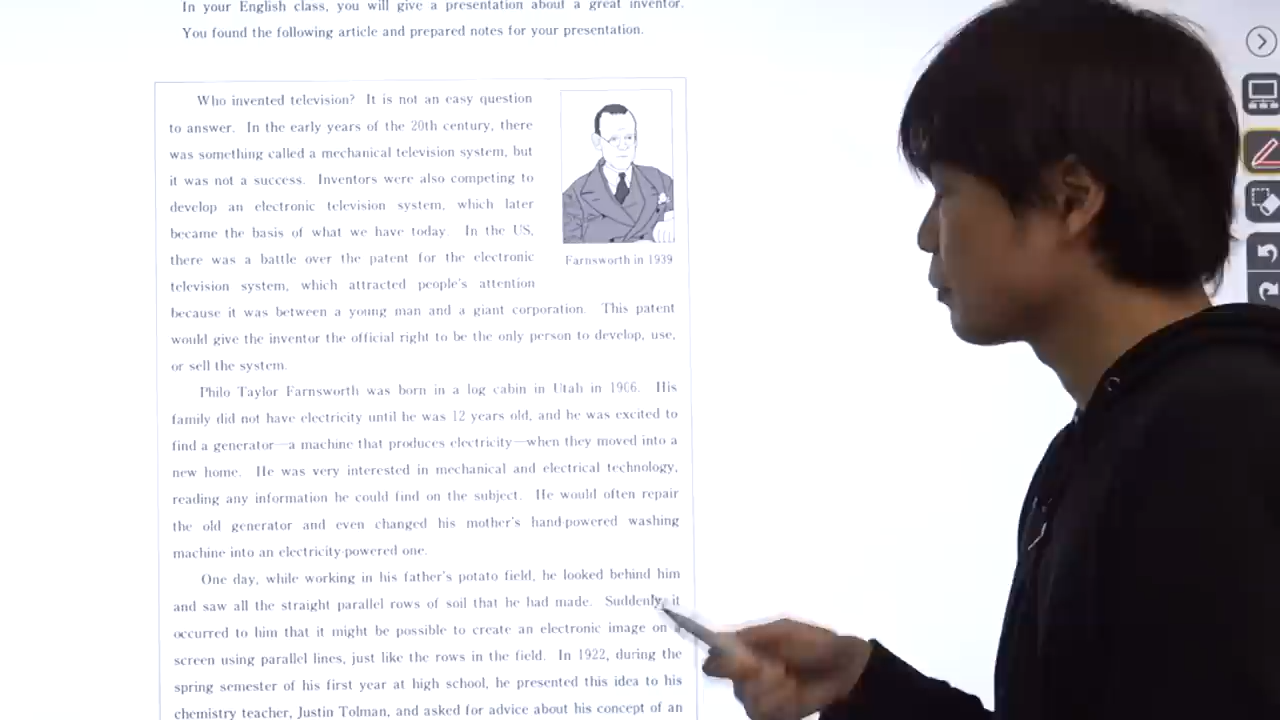 In your English class, you will give a presentation about a great inventor.
You found the following article and prepared notes for your presentation.
Who invented television? It is not an easy question
to answer. In the early years of the 20th century, there
was something called a mechanical television system, but
it was not a success. Inventors were also competing to
develop an electronic television system, which later
became the basis of what we have today. In the US,
there was a battle over the patent for the electronic
television system, which attracted people's attention
because it was between a young man and a giant corporation. This patent
would give the inventor the official right to be the only person to develop, use,
or sell the system.
Farnsworth in 1939
Philo Taylor Farnsworth was born in a log cabin in Utah in 1906. His
family did not have electricity until he was 12 years old, and he was excited to
find a generator—a machine that produces electricity—when they moved into a
new home. He was very interested in mechanical and electrical technology,
reading any information he could find on the subject. He would often repair
the old generator and even changed his mother's hand-powered washing
machine into an electricity-powered one.
One day, while working in his father's potato field, he looked behind him
and saw all the straight parallel rows of soil that he had made. Suddenly, it
occurred to him that it might be possible to create an electronic image on
screen using parallel lines, just like the rows in the field. In 1922, during the
spring semester of his first year at high school, he presented this idea to his
chemistry teacher, Justin Tolman, and asked for advice about his concept of an